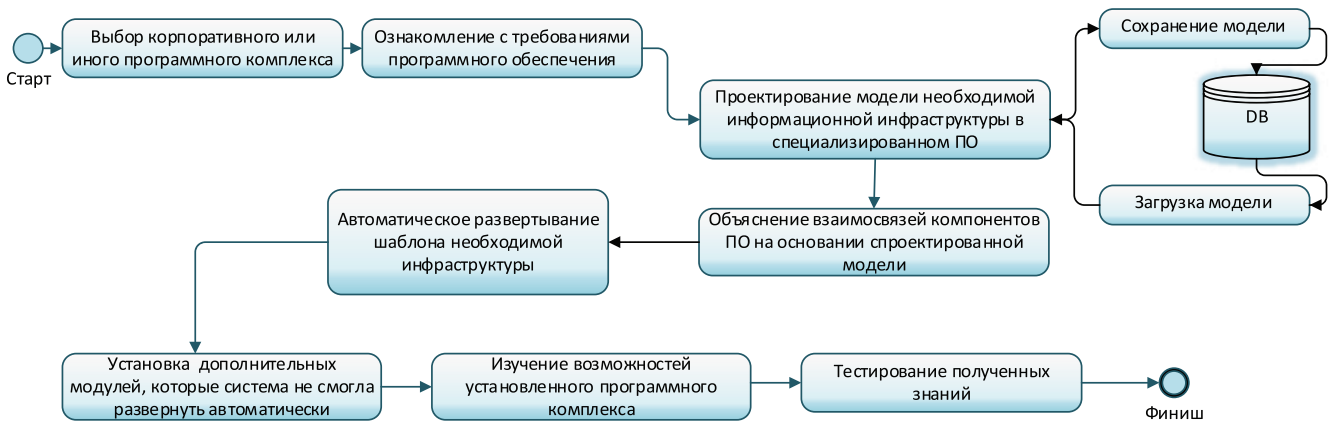 Старт
Выбор корпоративного или
иного программного комплекса
Ознакомление с требованиями
программного обеспечения
Проектирование модели необходимой
информационной инфраструктуры в
специализированном ПО
Сохранение модели
DB
Загрузка модели
Объяснение взаимосвязей компонентов
ПО на основании спроектированной
модели
Автоматическое развертывание
шаблона необходимой
инфраструктуры
Установка дополнительных
модулей, которые система не смогла
развернуть автоматически
Изучение возможностей
установленного программного
комплекса
Тестирование полученных
знаний
Финиш